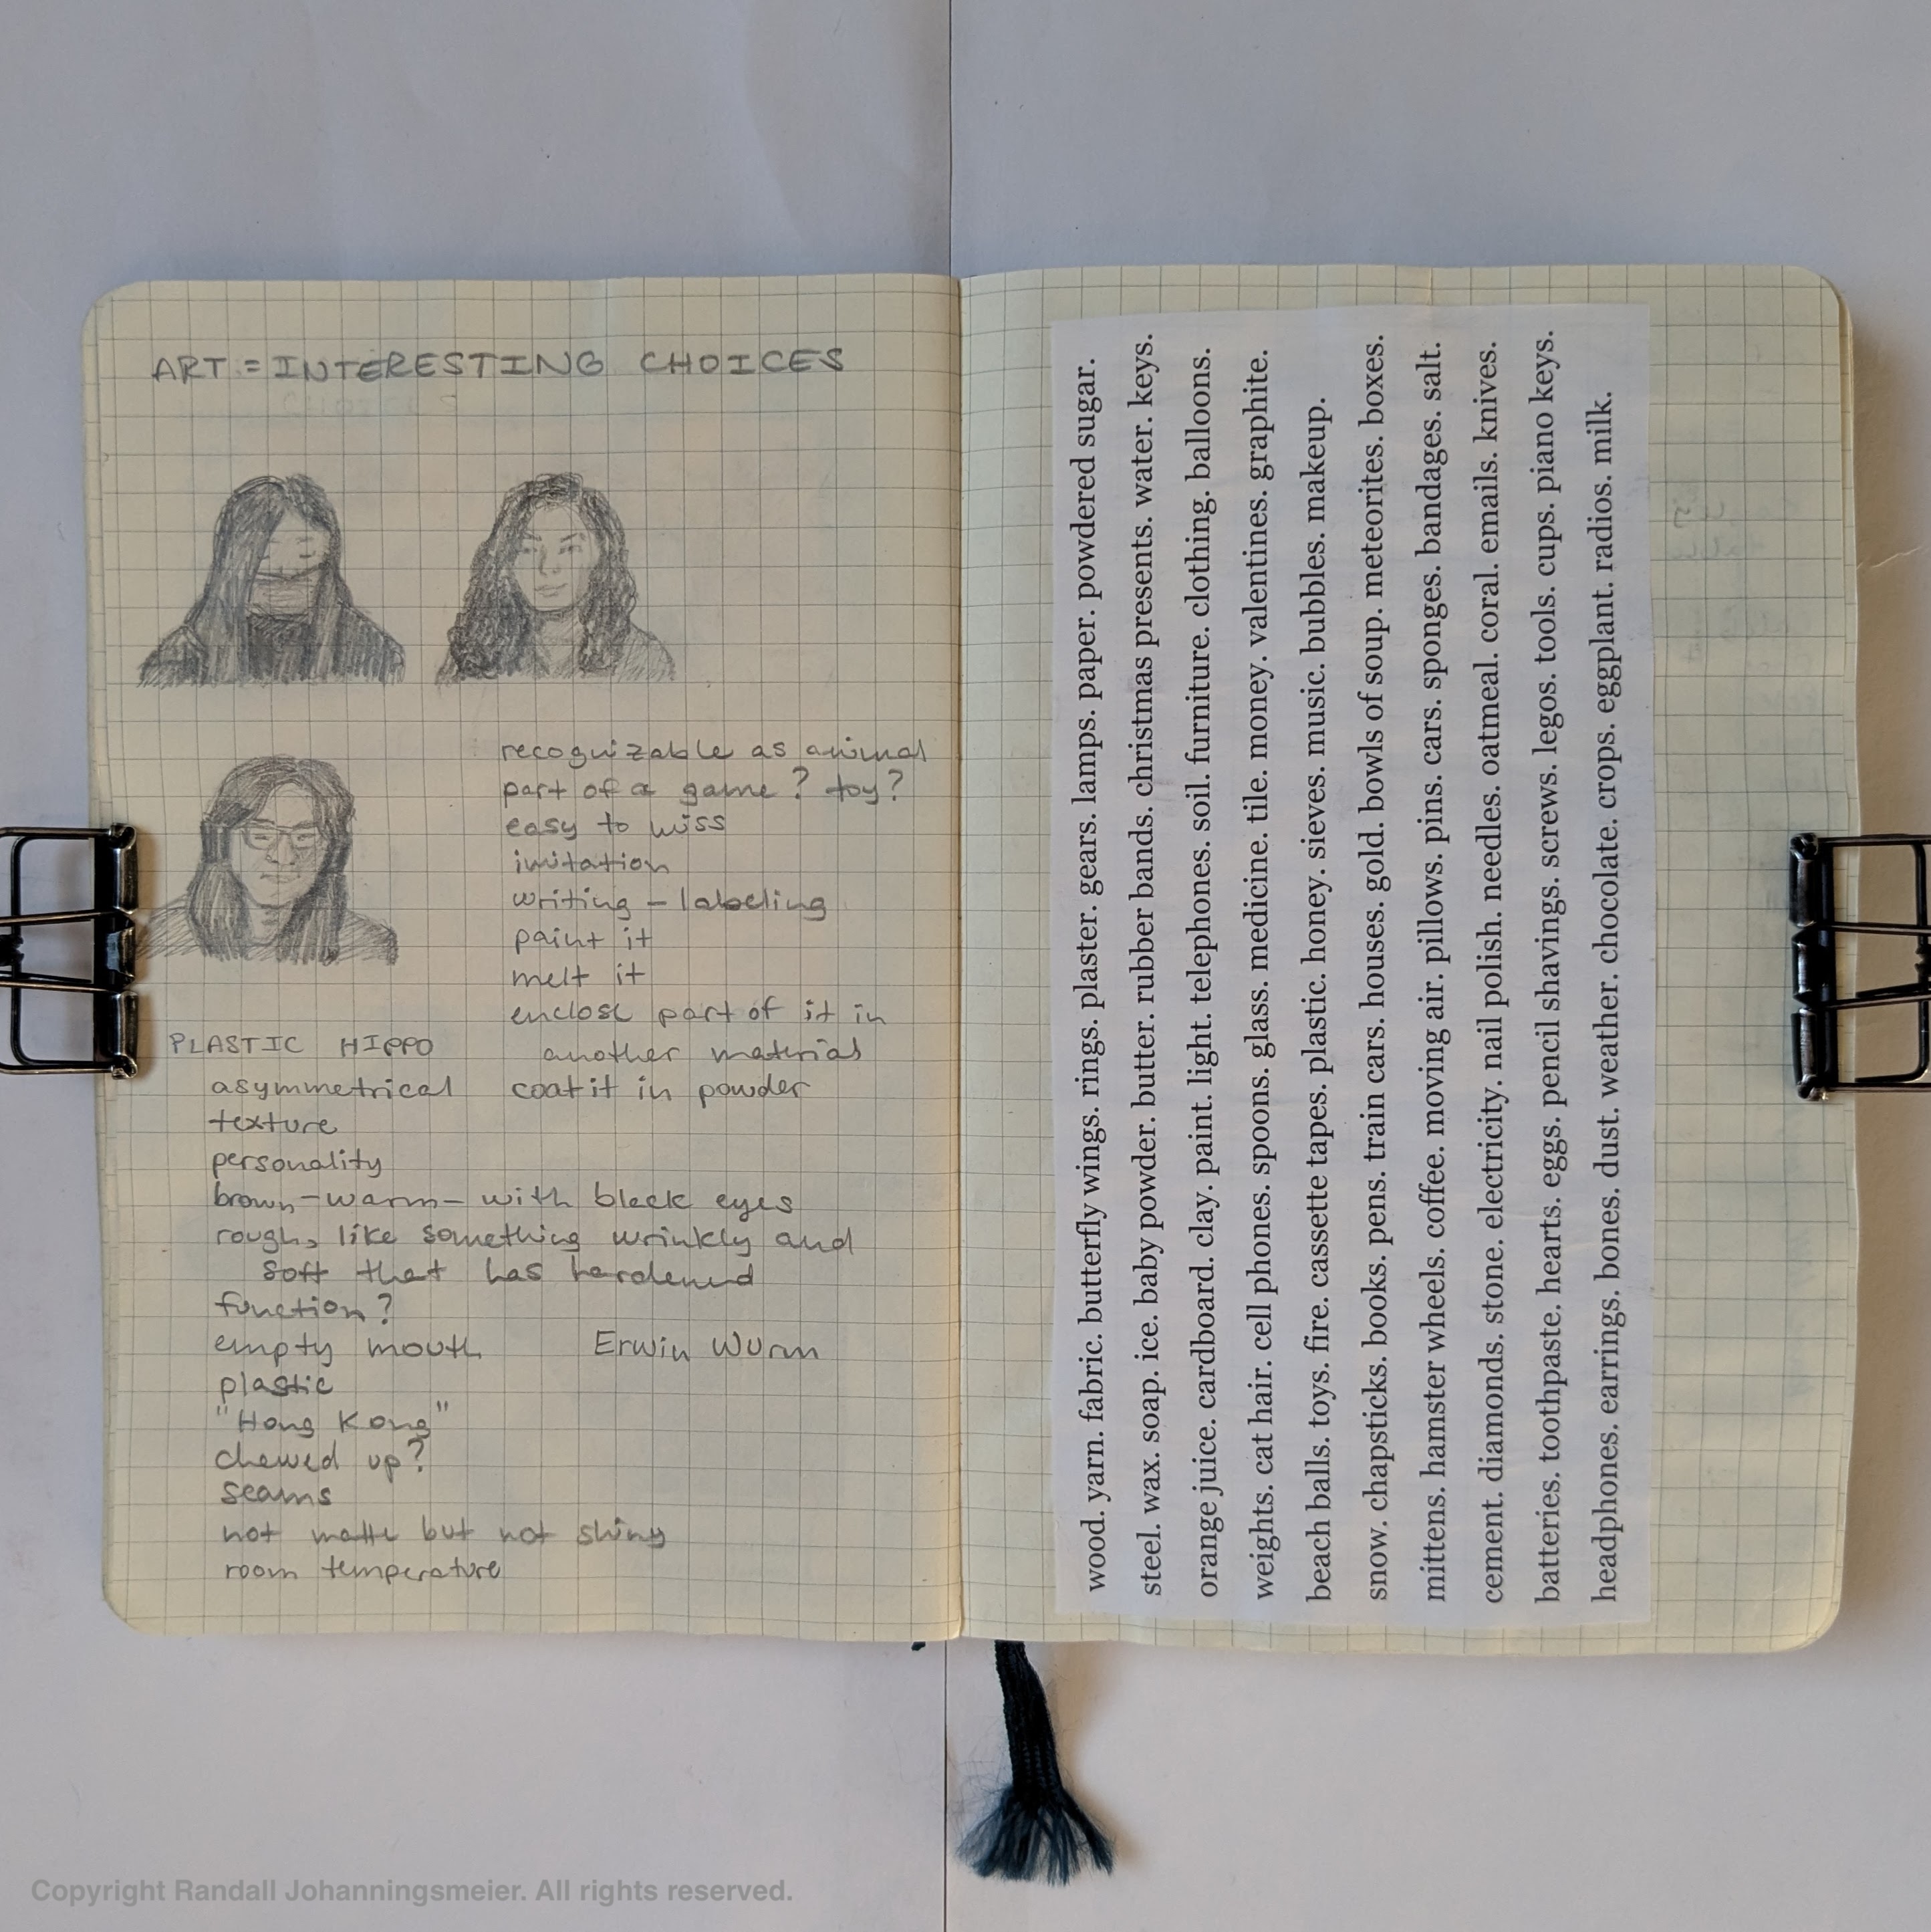 ART = INTERESTING CHOICES
recognizable as animal
part of a game? toy?
easy to miss
imitation
writing – labeling
paint it
melt it
enclose part of it in
another material
coat it in powder
PLASTIC HIPPO
asymmetrical
texture
personality
brown – warm – with black eyes
rough, like something wrinkly and
soft that has hardened
function?
empty mouth
Erwin Wurm
plastic
"Hong Kong"
chewed up?
seams
not matte but not shiny
room temperature
wood. yarn. fabric. butterfly wings. rings. plaster. gears. lamps. paper. powdered sugar.
steel. wax. soap. ice. baby powder. butter. rubber bands. christmas presents. water. keys.
orange juice. cardboard. clay. paint. light. telephones. soil. furniture. clothing. balloons.
weights. cat hair. cell phones. spoons. glass. medicine. tile. money. valentines. graphite.
beach balls. toys. fire. cassette tapes. plastic. honey. sieves. music. bubbles. makeup.
snow. chapsticks. books. pens. train cars. houses. gold. bowls of soup. meteorites. boxes.
mittens. hamster wheels. coffee. moving air. pillows. pins. cars. sponges. bandages. salt.
cement. diamonds. stone. electricity. nail polish. needles. oatmeal. coral. emails. knives.
batteries. toothpaste. hearts. eggs. pencil shavings. screws. legos. tools. cups. piano keys.
headphones. earrings. bones. dust. weather. chocolate. crops. eggplant. radios. milk.
Copyright Randall Johanningsmeier. All rights reserved.